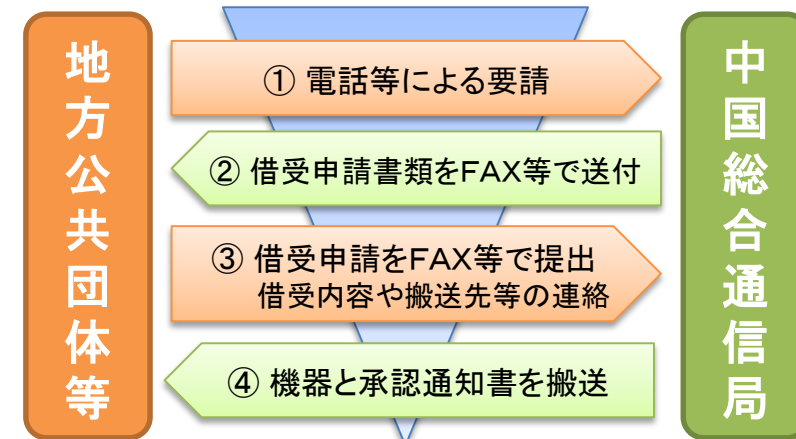 地方公共団体等
① 電話等による要請
② 借受申請書類をFAX等で送付
③ 借受申請をFAX等で提出
借受内容や搬送先等の連絡
④ 機器と承認通知書を搬送
中国総合通信局